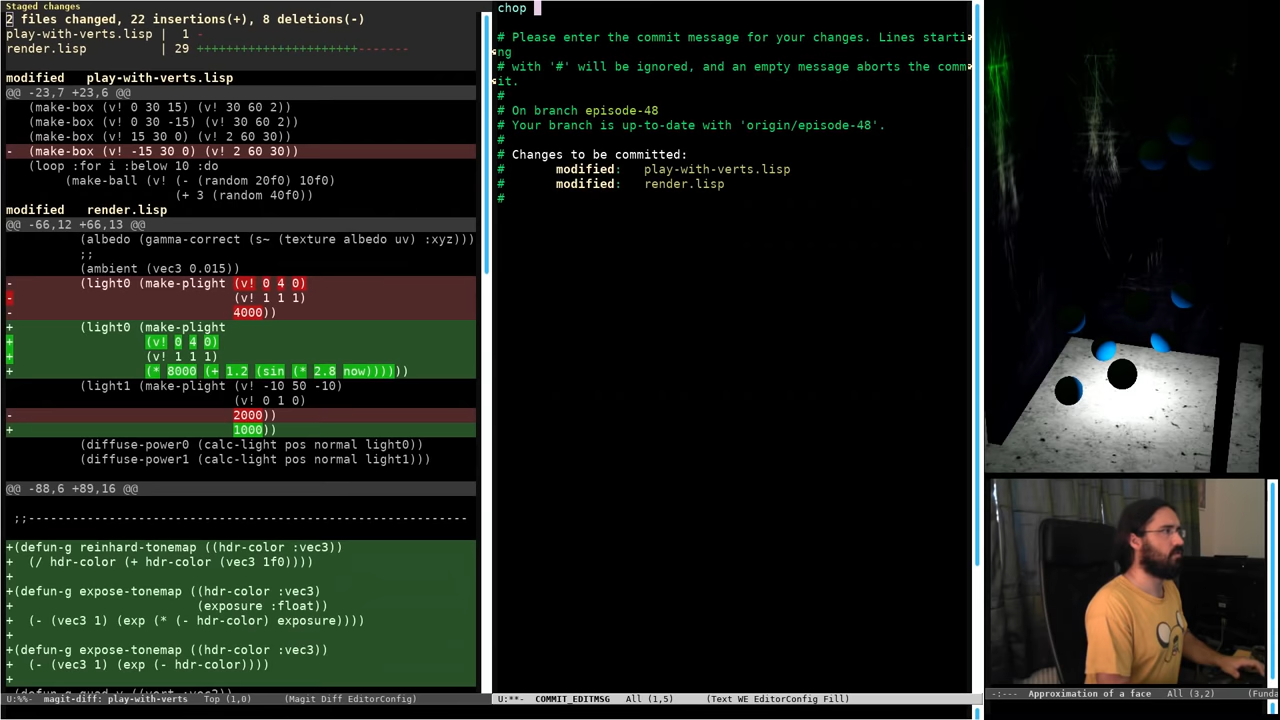 Staged changes
2 files changed, 22 insertions(+), 8 deletions(-)
play-with-verts.lisp |  1 -
render.lisp          | 29 ++++++++++++++++++++++-------
modified   play-with-verts.lisp
@@ -23,7 +23,6 @@
(make-box (v! 0 30 15) (v! 30 60 2))
(make-box (v! 0 30 -15) (v! 30 60 2))
(make-box (v! 15 30 0) (v! 2 60 30))
- (make-box (v! -15 30 0) (v! 2 60 30))
(loop :for i :below 10 :do
(make-ball (v! (- (random 20f0) 10f0)
(+ 3 (random 40f0)
modified   render.lisp
@@ -66,12 +66,13 @@
(albedo (gamma-correct (s~ (texture albedo uv) :xyz)))
;;
(ambient (vec3 0.015))
- (light0 (make-plight (v! 0 4 0)
- (v! 1 1 1)
- 4000))
+ (light0 (make-plight
+ (v! 0 4 0)
+ (v! 1 1 1)
+ (* 8000 (+ 1.2 (sin (* 2.8 now))))))
(light1 (make-plight (v! -10 50 -10)
(v! 0 1 0)
- 2000))
+ 1000))
(diffuse-power0 (calc-light pos normal light0))
(diffuse-power1 (calc-light pos normal light1)))
@@ -88,6 +89,16 @@
;;------------------------------------------------------------
+(defun-g reinhard-tonemap ((hdr-color :vec3))
+ (/ hdr-color (+ hdr-color (vec3 1f0))))
+
+(defun-g expose-tonemap ((hdr-color :vec3)
+ (exposure :float))
+ (- (vec3 1) (exp (* (- hdr-color) exposure))))
+
+(defun-g expose-tonemap ((hdr-color :vec3))
+ (- (vec3 1) (exp (- hdr-color))))
+
U:%%-  magit-diff: play-with-verts   Top (1,0)      (Magit Diff EditorConfig)
chop
# Please enter the commit message for your changes. Lines starti
ng
# with '#' will be ignored, and an empty message aborts the comm
it.
#
# On branch episode-48
# Your branch is up-to-date with 'origin/episode-48'.
#
# Changes to be committed:
#       modified:   play-with-verts.lisp
#       modified:   render.lisp
#
U:**-  COMMIT_EDITMSG   All (1,5)      (Text WE EditorConfig Fill)
-:---  Approximation of a face   All (3,2)      (Funda